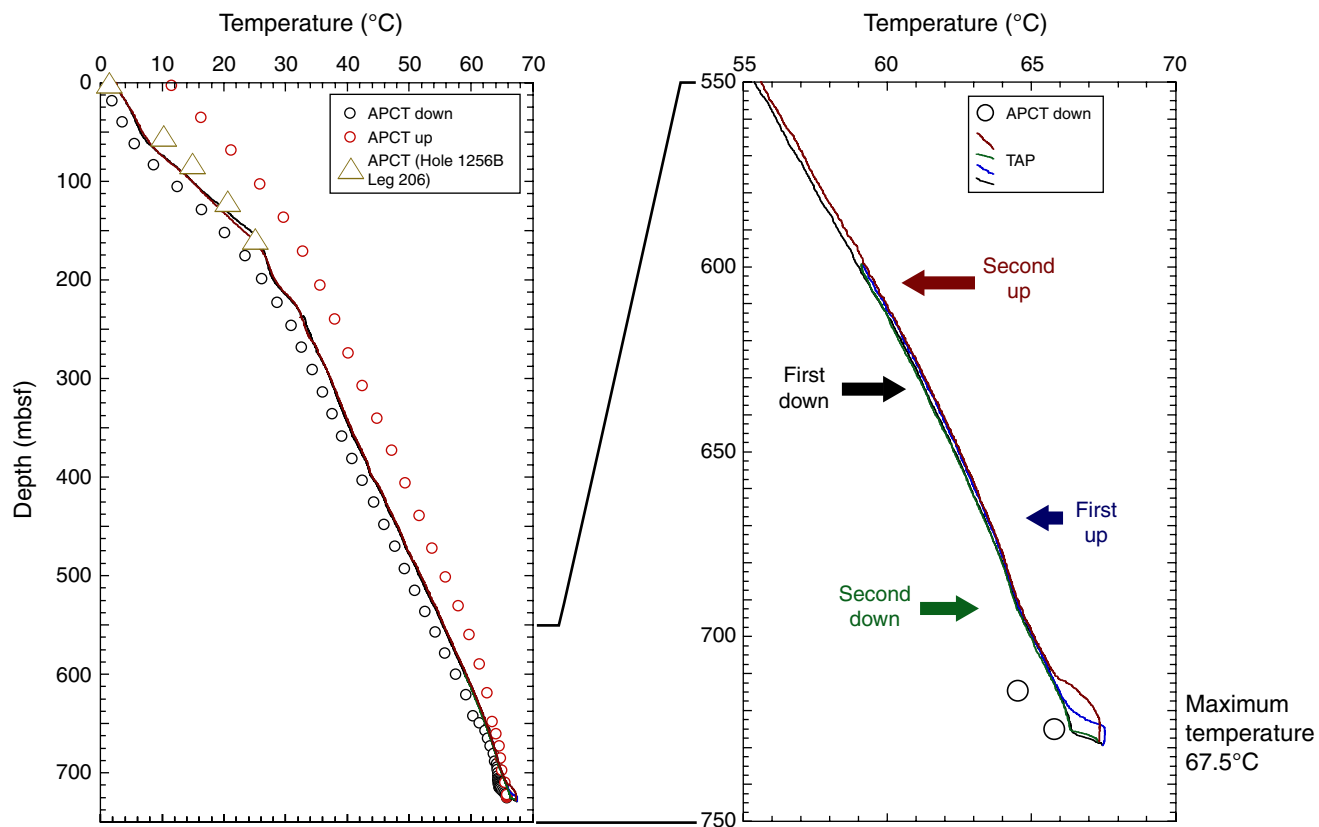 Temperature (°C)
0 10 20 30 40 50 60 70
Depth (mbsf)
0
100
200
300
400
500
600
700
APCT down
APCT up
APCT (Hole 1256B
Leg 206)
Temperature (°C)
55 60 65 70
550
600
650
700
750
APCT down
TAP
Second
up
First
down
First
up
Second
down
Maximum
temperature
67.5°C